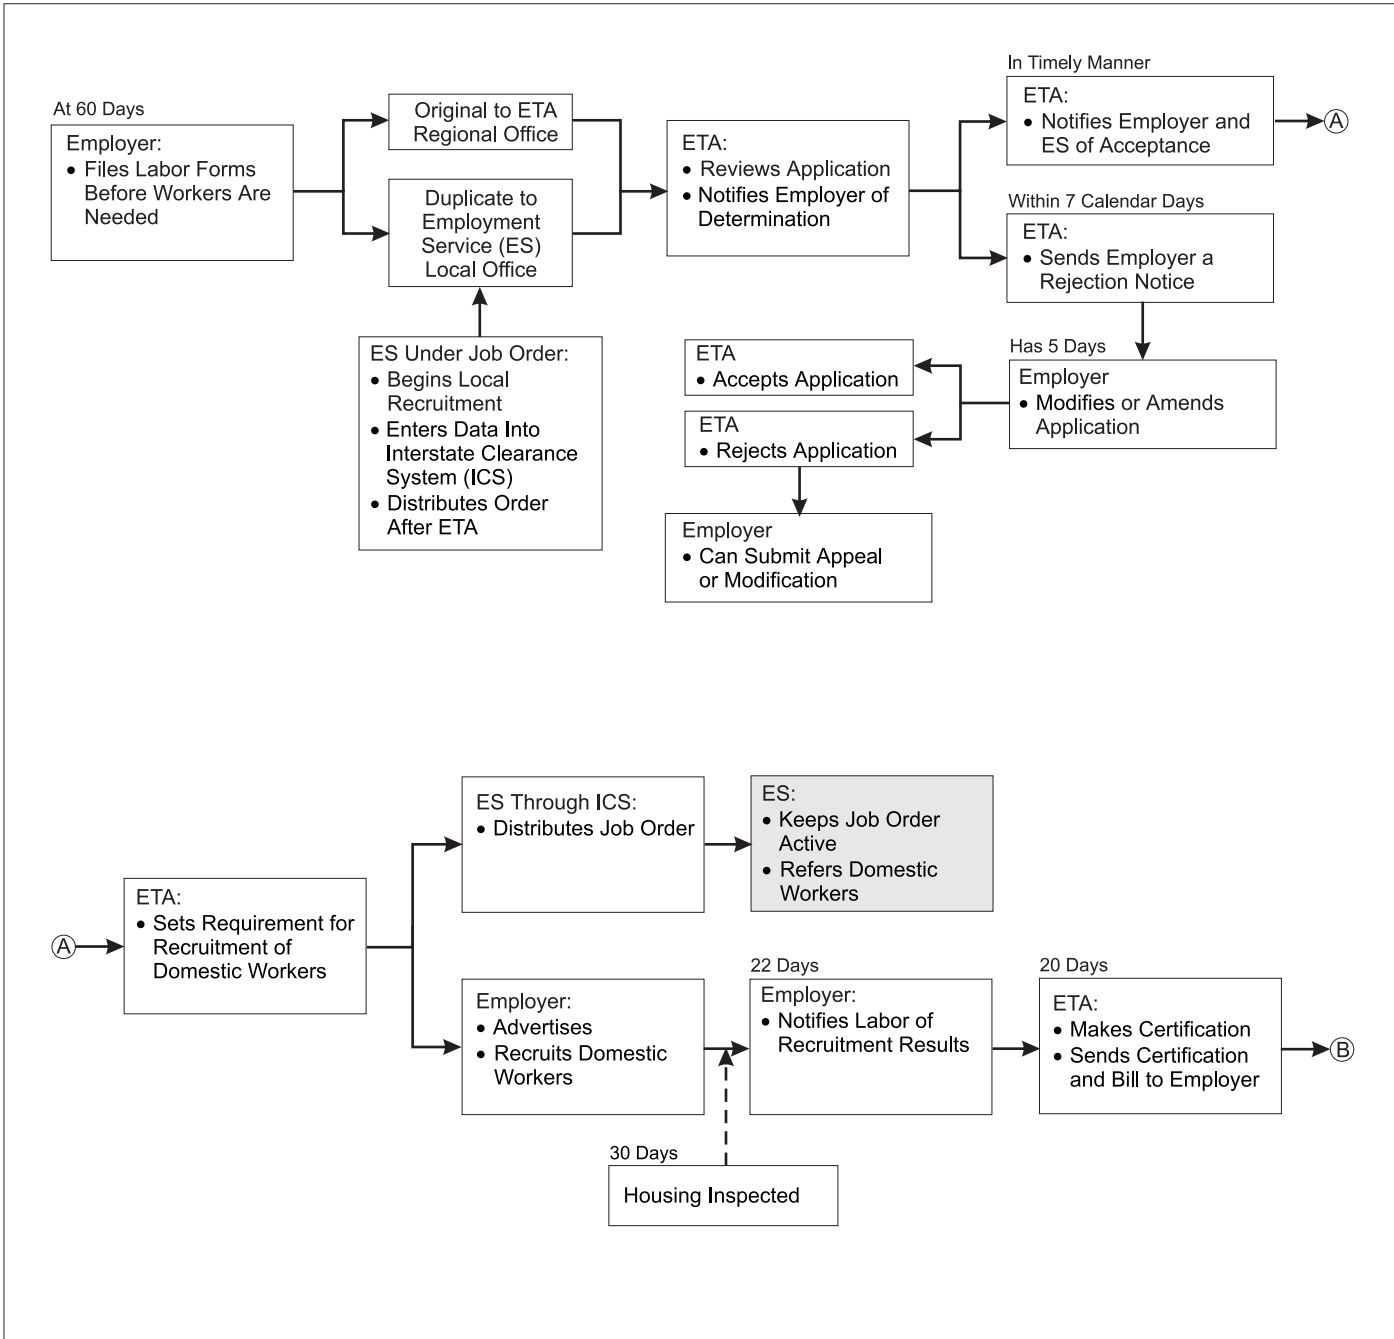 At 60 Days
Employer:
• Files Labor Forms
Before Workers Are
Needed
Original to ETA
Regional Office
Duplicate to
Employment
Service (ES)
Local Office
ES Under Job Order:
• Begins Local
Recruitment
• Enters Data Into
Interstate Clearance
System (ICS)
• Distributes Order
After ETA
ETA:
• Reviews Application
• Notifies Employer of
Determination
In Timely Manner
ETA:
• Notifies Employer and
ES of Acceptance
A
Within 7 Calendar Days
ETA:
• Sends Employer a
Rejection Notice
Has 5 Days
Employer
• Modifies or Amends
Application
ETA
• Accepts Application
ETA
• Rejects Application
Employer
• Can Submit Appeal
or Modification
A
ETA:
• Sets Requirement for
Recruitment of
Domestic Workers
ES Through ICS:
• Distributes Job Order
ES:
• Keeps Job Order
Active
• Refers Domestic
Workers
Employer:
• Advertises
• Recruits Domestic
Workers
30 Days
Housing Inspected
22 Days
Employer:
• Notifies Labor of
Recruitment Results
20 Days
ETA:
• Makes Certification
• Sends Certification
and Bill to Employer
B